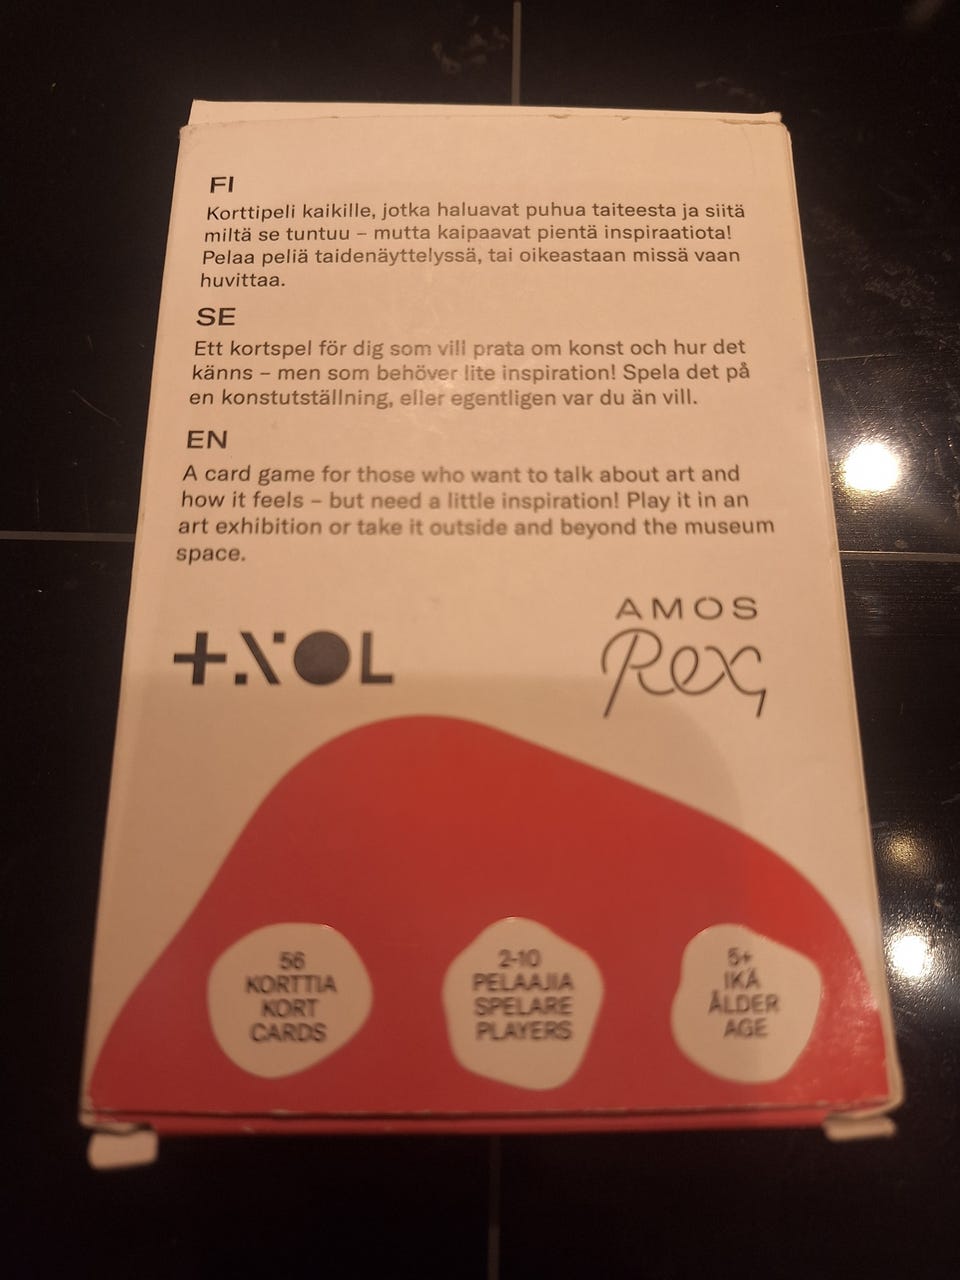 FI
Korttipeli kaikille, jotka haluavat puhua taiteesta ja siitä
miltä se tuntuu – mutta kaipaavat pientä inspiraatiota!
Pelaa peliä taidenäyttelyssä, tai oikeastaan missä vaan
huvittaa.
SE
Ett kortspel för dig som vill prata om konst och hur det
känns – men som behöver lite inspiration! Spela det på
en konstutställning, eller egentligen var du än vill.
EN
A card game for those who want to talk about art and
how it feels – but need a little inspiration! Play it in an
art exhibition or take it outside and beyond the museum
space.
AMOS
Rex
56
KORTTIA
KORT
CARDS
2-10
PELAAJIA
SPELARE
PLAYERS
5+
IKÄ
ÅLDER
AGE